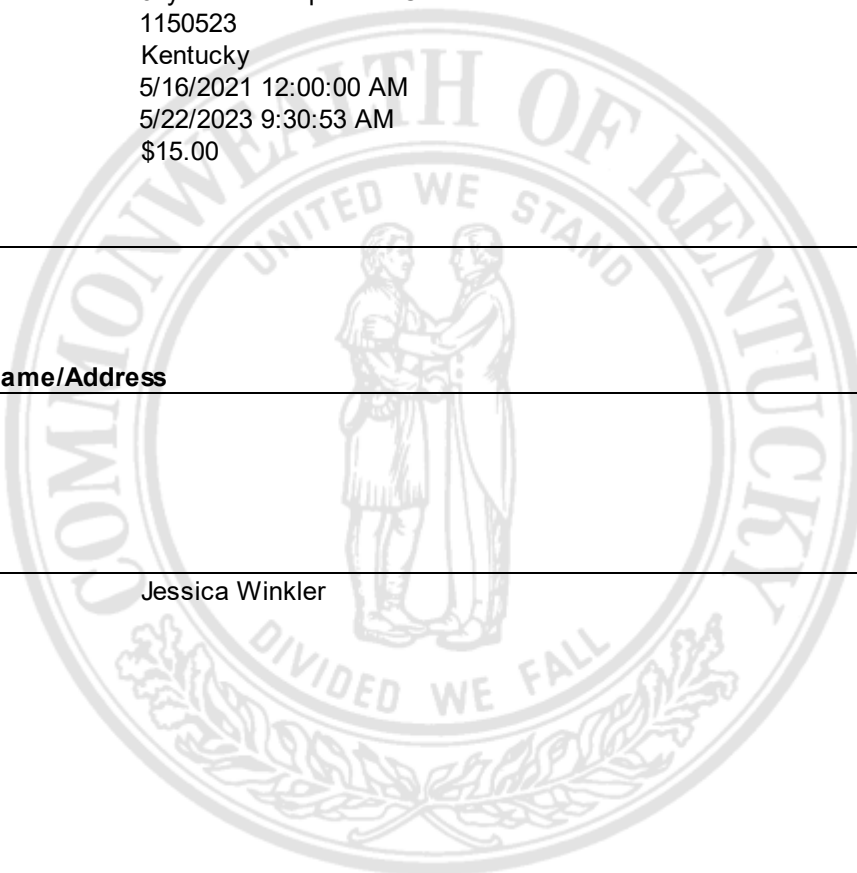 1150523
Kentucky
5/16/2021 12:00:00 AM
5/22/2023 9:30:53 AM
$15.00
COMMONWEALTH OF KENTUCKY
UNITED WE STAND
ame/Address
Jessica Winkler
DIVIDED WE FALL